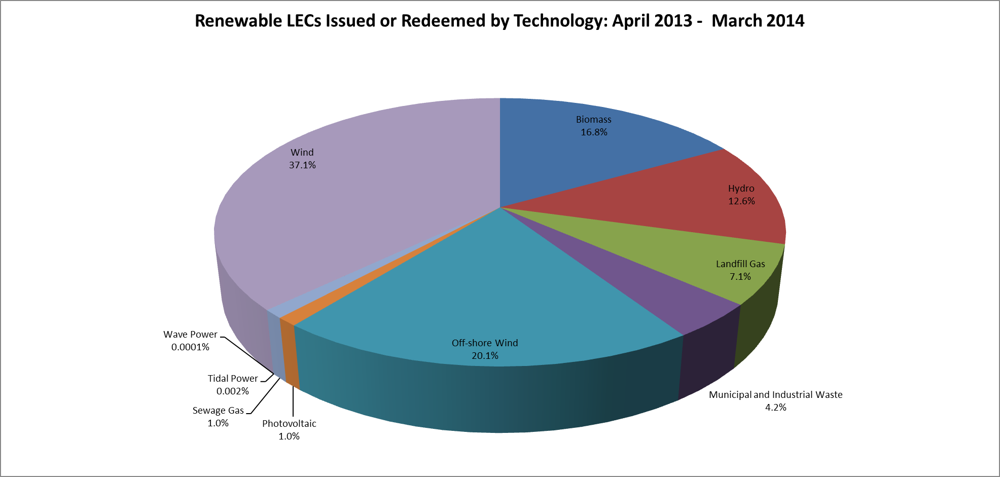 Renewable LECs Issued or Redeemed by Technology: April 2013 -  March 2014
Biomass
16.8%
Wind
37.1%
Hydro
12.6%
Landfill Gas
7.1%
Wave Power
0.0001%
Off-shore Wind
20.1%
Tidal Power
0.002%
Municipal and Industrial Waste
4.2%
Sewage Gas
1.0%
Photovoltaic
1.0%